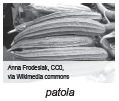 Anna Frodesiak, CC0,
via Wikimedia commons
patola